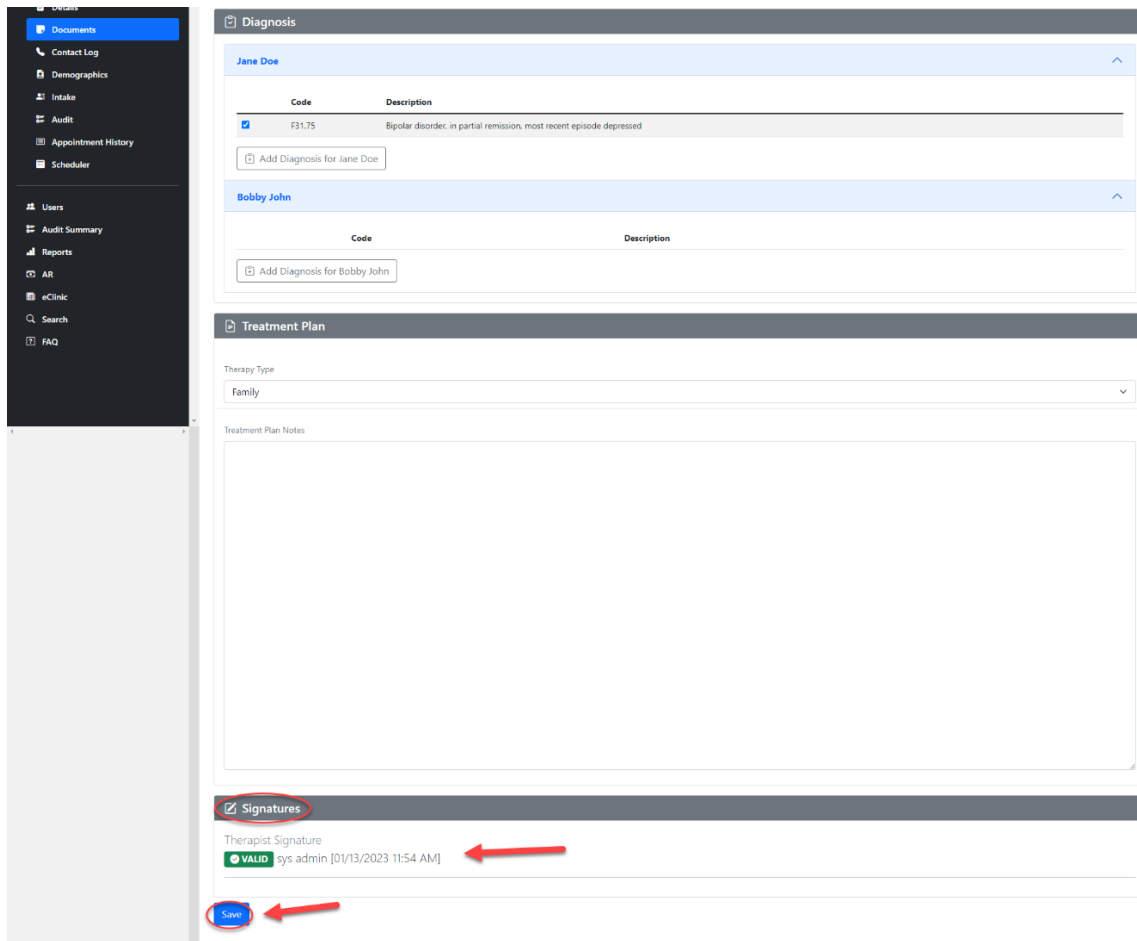 Details
Documents
Contact Log
Demographics
Intake
Audit
Appointment History
Scheduler
Users
Audit Summary
Reports
AR
eClinic
Search
FAQ
Diagnosis
Jane Doe
Code Description
F31.75 Bipolar disorder, in partial remission, most recent episode depressed
Add Diagnosis for Jane Doe
Bobby John
Code Description
Add Diagnosis for Bobby John
Treatment Plan
Therapy Type
Family
Treatment Plan Notes
Signatures
Therapist Signature
VALID sys admin [01/13/2023 11:54 AM]
Save